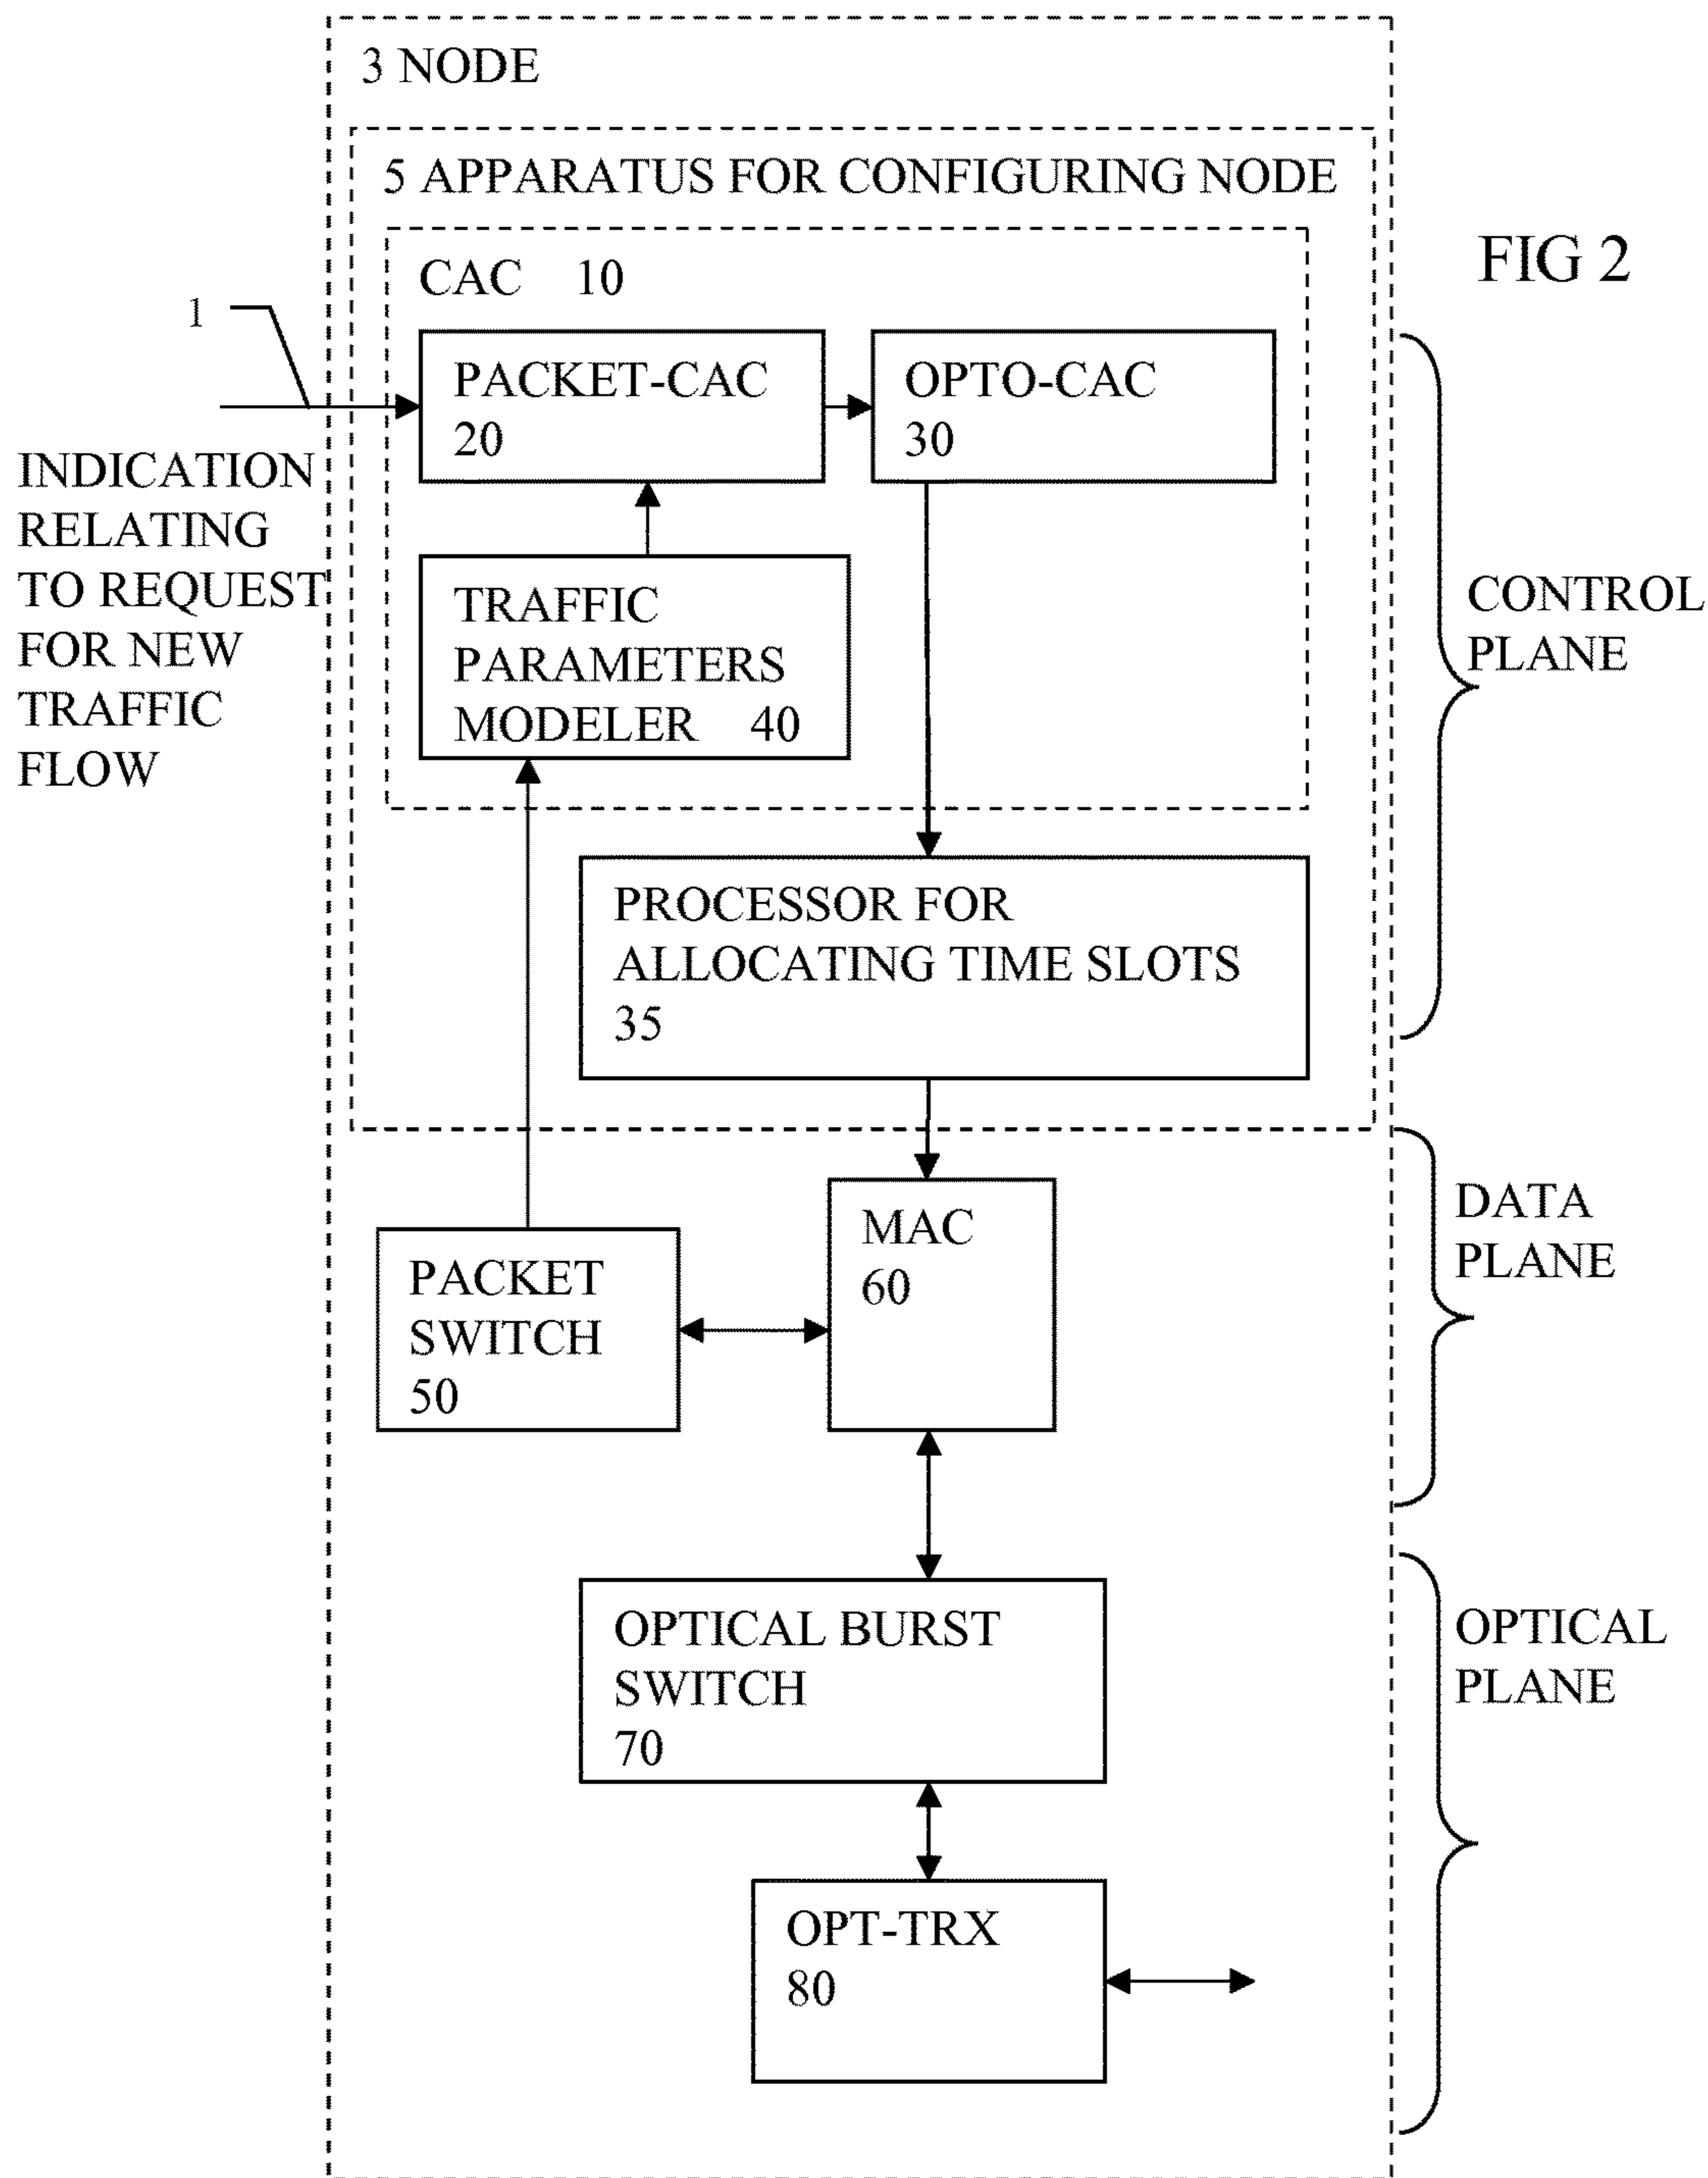 3 NODE
5 APPARATUS FOR CONFIGURING NODE
FIG 2
CAC 10
1
PACKET-CAC
20
OPTO-CAC
30
INDICATION
RELATING
TO REQUEST
FOR NEW
TRAFFIC
FLOW
TRAFFIC
PARAMETERS
MODELER 40
CONTROL
PLANE
PROCESSOR FOR
ALLOCATING TIME SLOTS
35
DATA
PLANE
MAC
60
PACKET
SWITCH
50
OPTICAL BURST
SWITCH
70
OPTICAL
PLANE
OPT-TRX
80